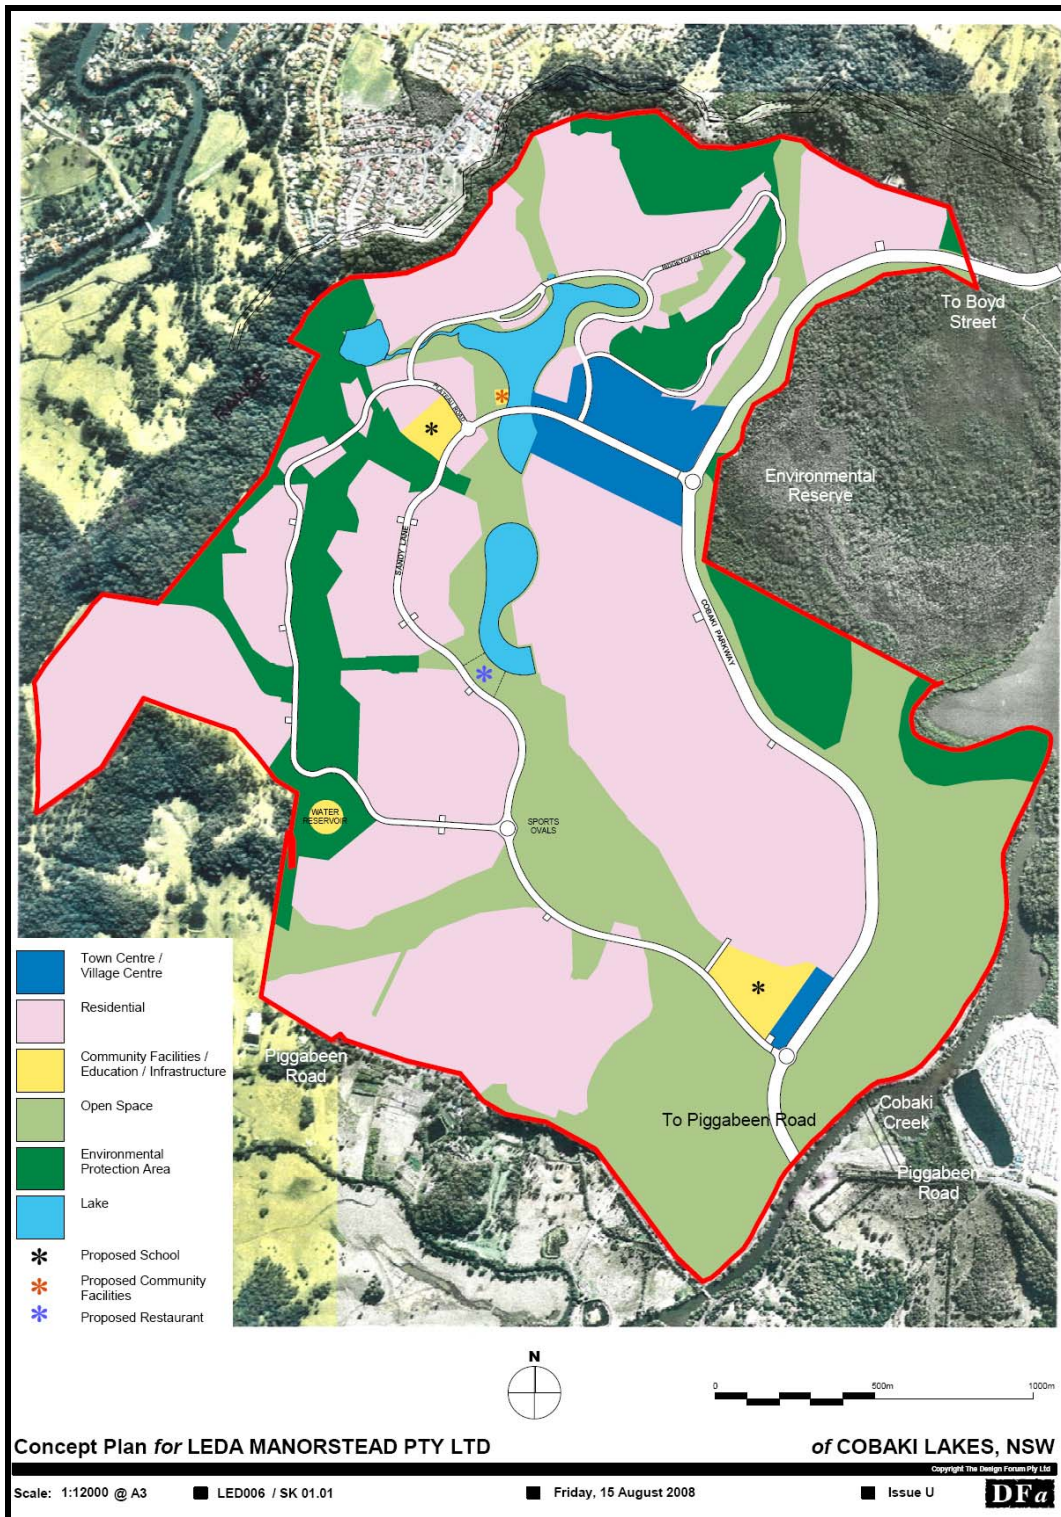 RIDGETOP ROAD
To Boyd
Street
PLATEAU ROAD
*
*
Environmental
Reserve
SANDY LANE
COBAKI PARKWAY
*
WATER
RESERVOIR
SPORTS
OVALS
*
Piggabeen
Road
To Piggabeen Road
Cobaki
Creek
Piggabeen
Road
Town Centre /
Village Centre
Residential
Community Facilities /
Education / Infrastructure
Open Space
Environmental
Protection Area
Lake
* Proposed School
* Proposed Community
Facilities
* Proposed Restaurant
N
0 500m 1000m
Concept Plan for LEDA MANORSTEAD PTY LTD of COBAKI LAKES, NSW
Copyright The Design Forum Pty Ltd
Scale: 1:12000 @ A3 LED006 / SK 01.01 Friday, 15 August 2008 Issue U DFa